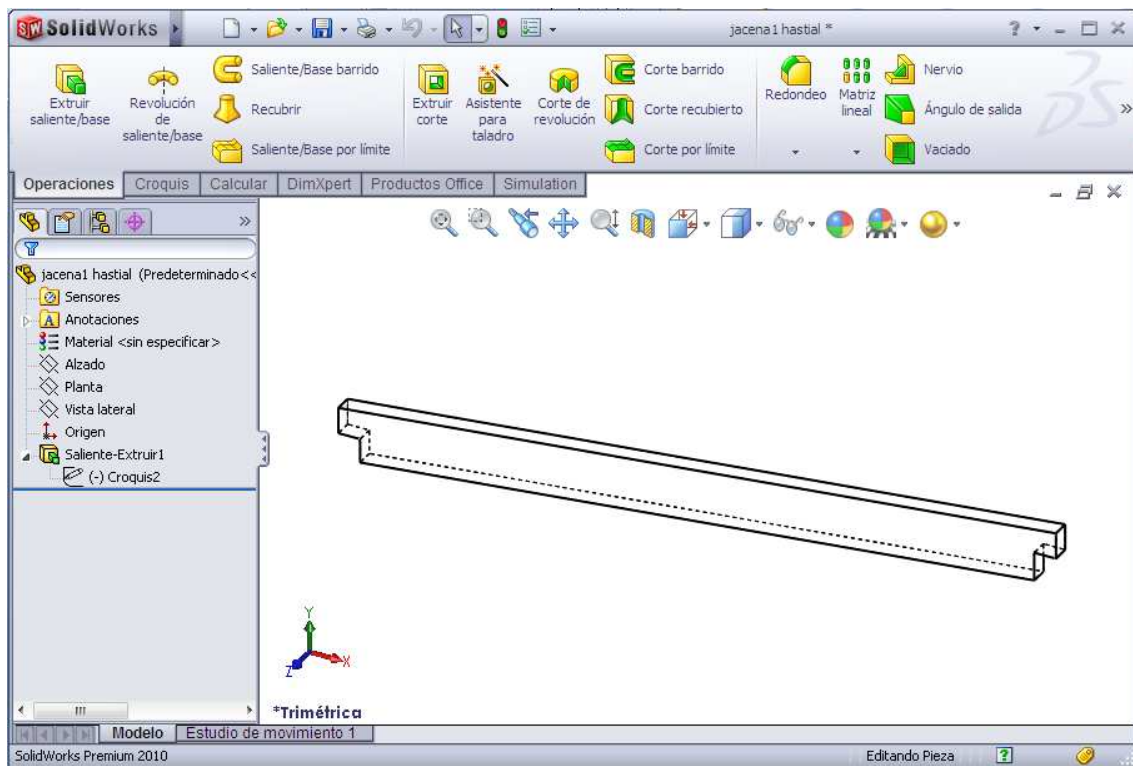 SolidWorks
jacena1 hastial *
Extruir saliente/base
Revolución de saliente/base
Saliente/Base barrido
Recubrir
Saliente/Base por límite
Extruir corte
Asistente para taladro
Corte de revolución
Corte barrido
Corte recubierto
Corte por límite
Redondeo
Matriz lineal
Nervio
Ángulo de salida
Vaciado
Operaciones Croquis Calcular DimXpert Productos Office Simulation
jacena1 hastial (Predeterminado<<
Sensores
Anotaciones
Material <sin especificar>
Alzado
Planta
Vista lateral
Origen
Saliente-Extruir1
(-) Croquis2
Y
X
Z
*Trimétrica
Modelo Estudio de movimiento 1
SolidWorks Premium 2010 Editando Pieza